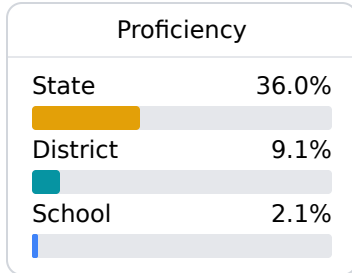 Proficiency
State 36.0%
District 9.1%
School 2.1%